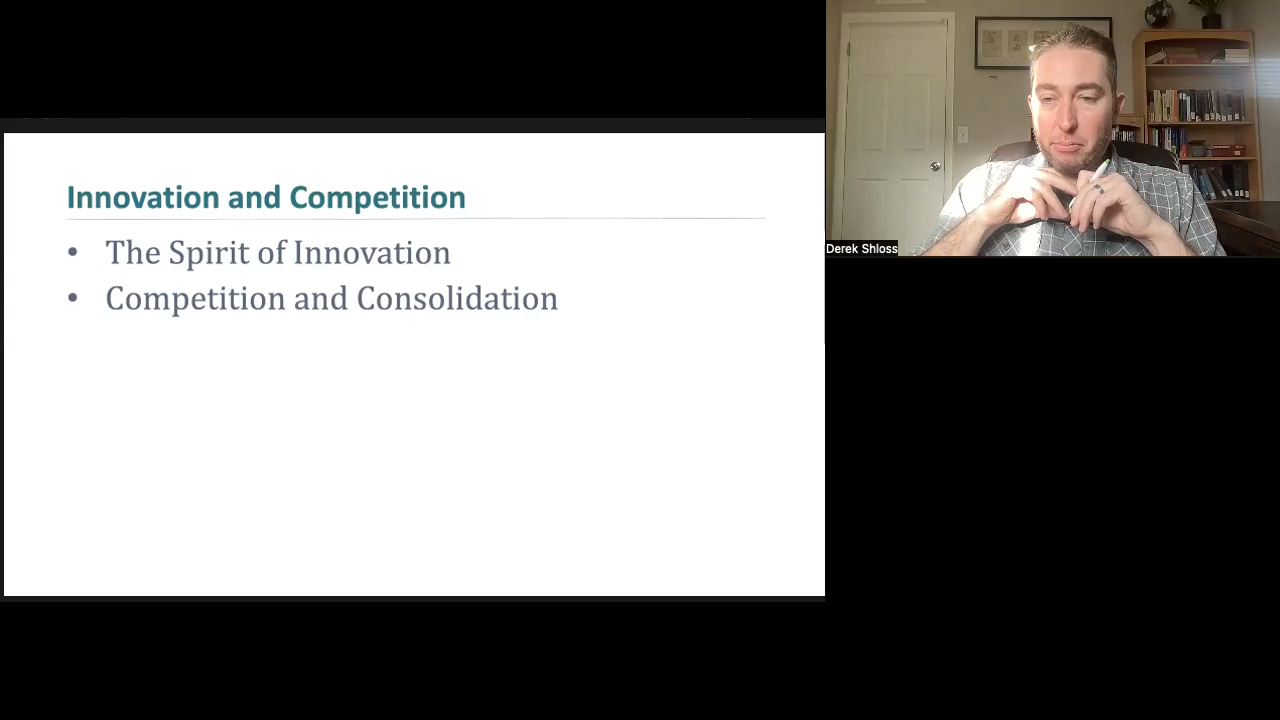 Innovation and Competition
• The Spirit of Innovation
• Competition and Consolidation
Derek Shloss